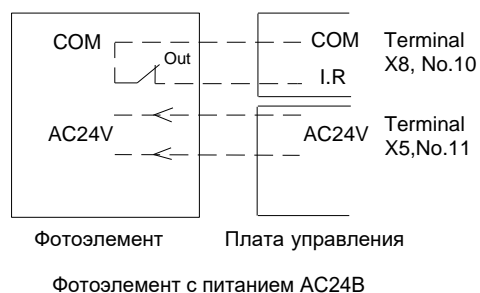 COM
Out
COM
I.R
Terminal
X8, No.10
AC24V
AC24V
Terminal
X5,No.11
Фотоэлемент
Плата управления
Фотоэлемент с питанием AC24В